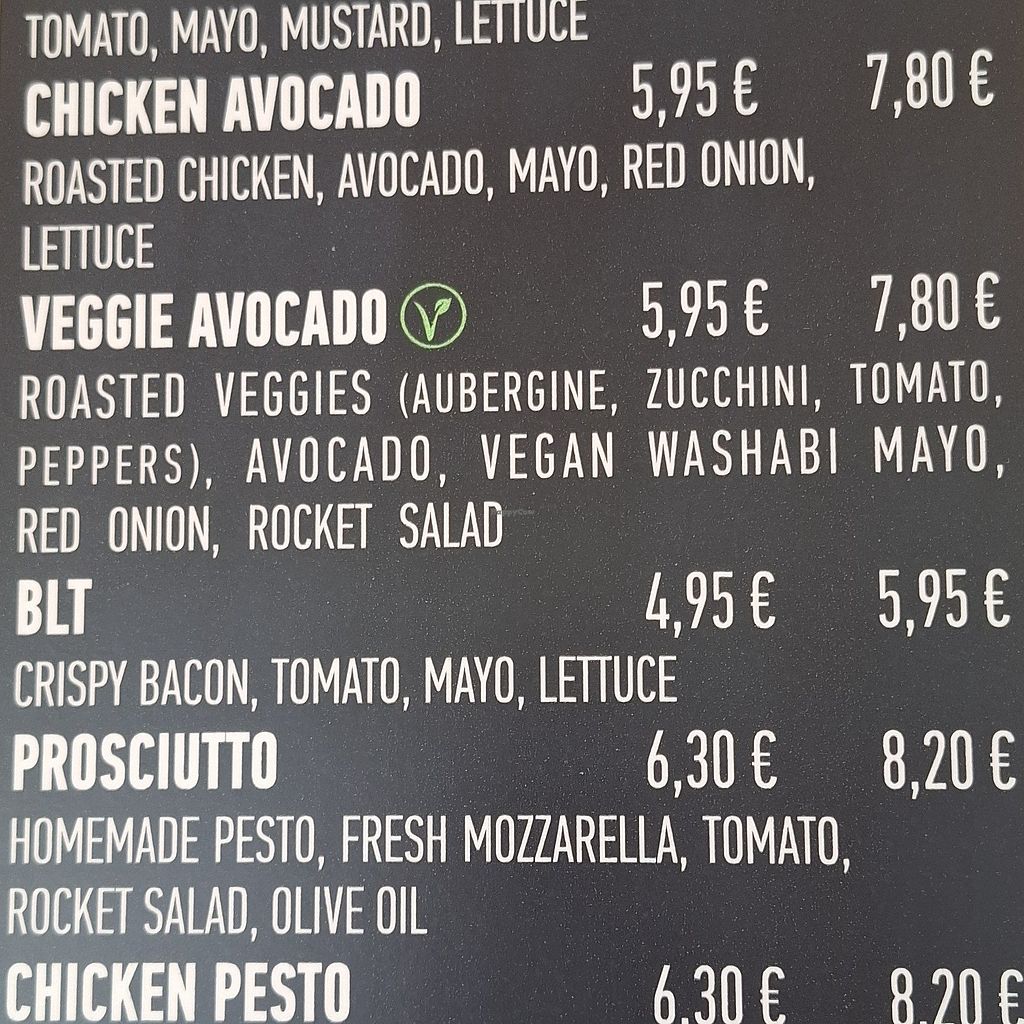 TOMATO, MAYO, MUSTARD, LETTUCE
CHICKEN AVOCADO 5,95 € 7,80 €
ROASTED CHICKEN, AVOCADO, MAYO, RED ONION,
LETTUCE
VEGGIE AVOCADO V 5,95 € 7,80 €
ROASTED VEGGIES (AUBERGINE, ZUCCHINI, TOMATO,
PEPPERS), AVOCADO, VEGAN WASHABI MAYO,
RED ONION, ROCKET SALAD
BLT 4,95 € 5,95 €
CRISPY BACON, TOMATO, MAYO, LETTUCE
PROSCIUTTO 6,30 € 8,20 €
HOMEMADE PESTO, FRESH MOZZARELLA, TOMATO,
ROCKET SALAD, OLIVE OIL
CHICKEN PESTO 6,30 € 8,20 €